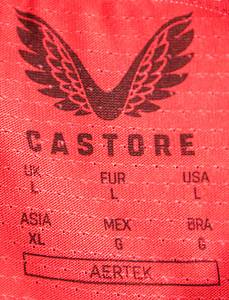 CASTORE
UK EUR USA
L L L
ASIA MEX BRA
XL G G
AERTEK